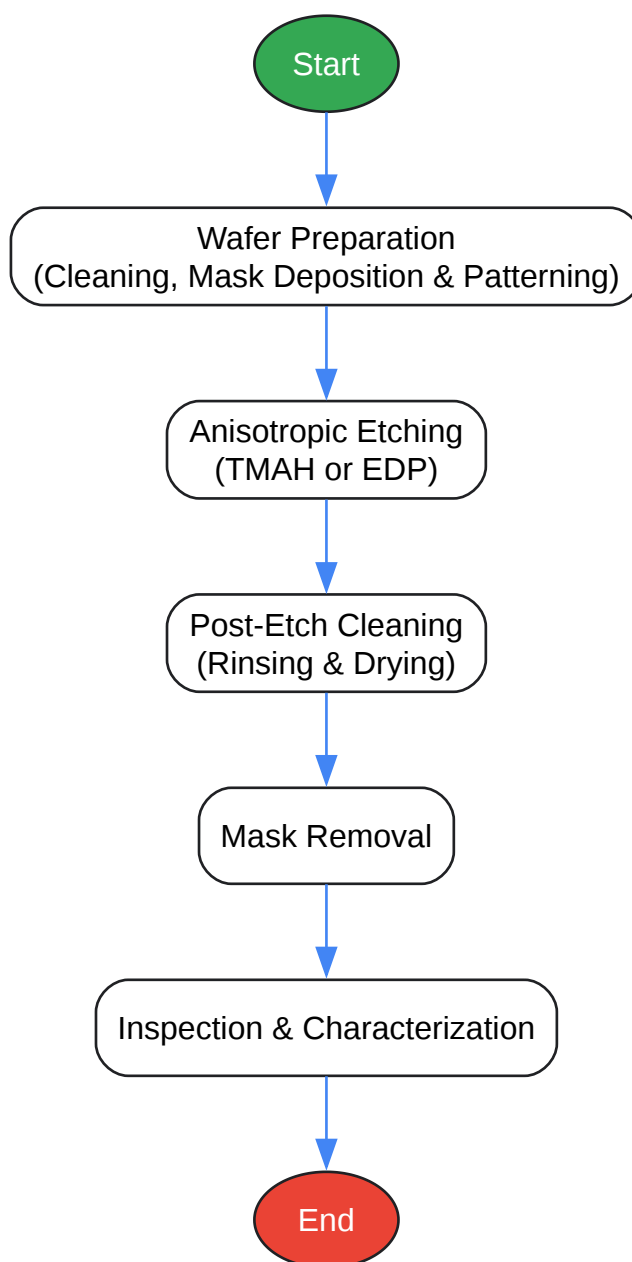 Start
Wafer Preparation
(Cleaning, Mask Deposition & Patterning)
Anisotropic Etching
(TMAH or EDP)
Post-Etch Cleaning
(Rinsing & Drying)
Mask Removal
Inspection & Characterization
End